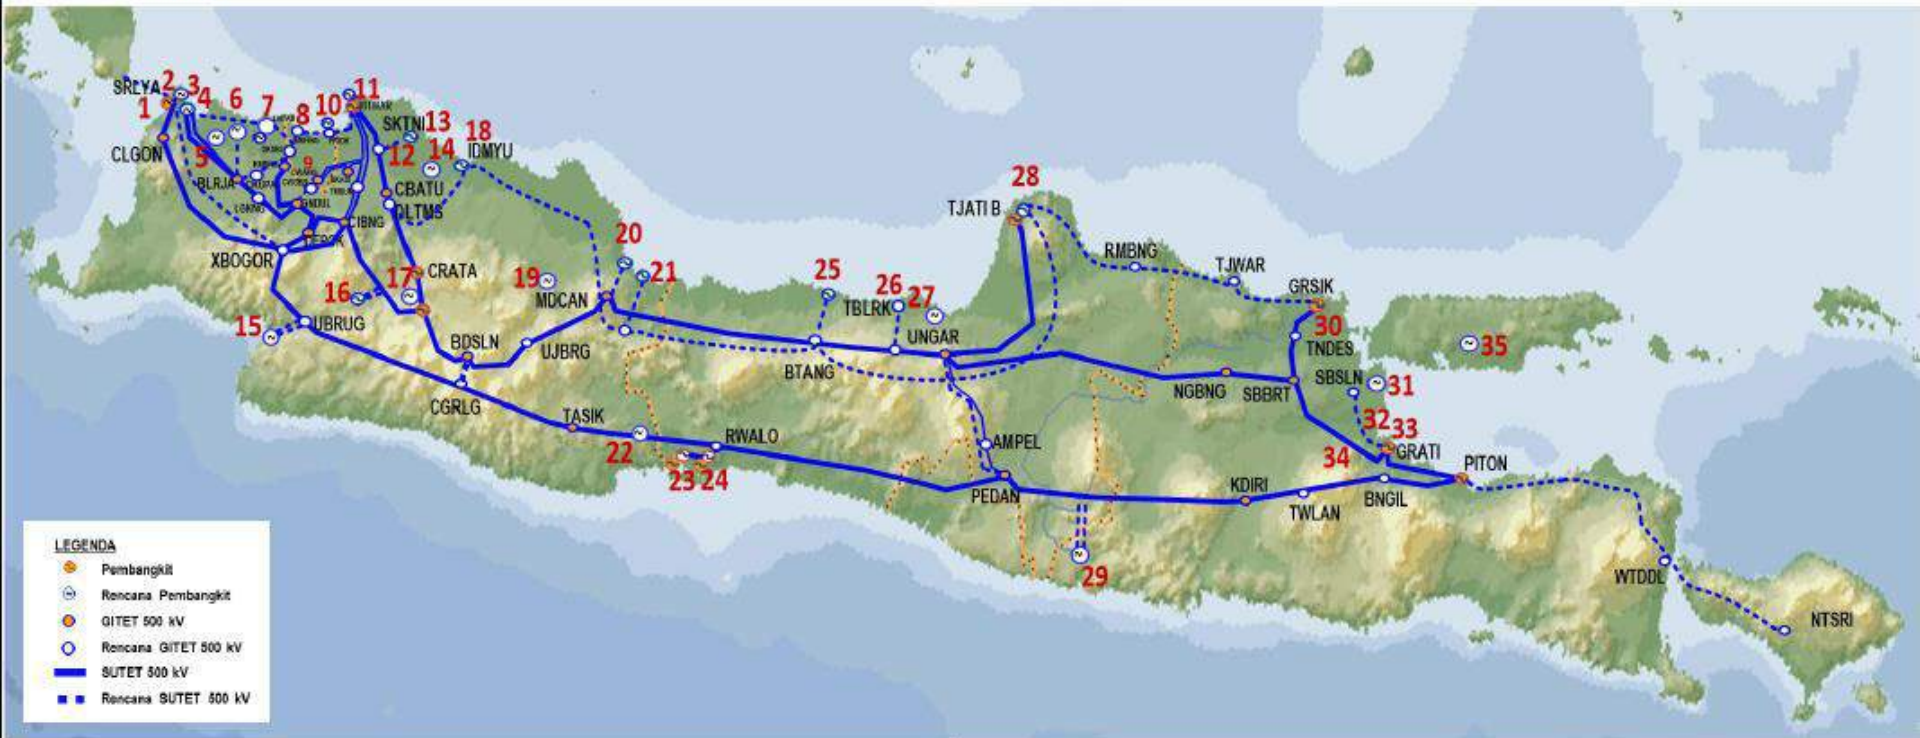 SRLYA
1
2
3
4
5
6
7
8
9
10
11
12
SKTNI
13
14
18
IDMYU
CLGON
BLRJA
LGKNG
GNDUL
DEPOK
CIBNG
CBATU
DLTMS
XBOGOR
CRATA
16
17
15
UBRUG
BDSLN
CGRLG
UJBRG
19
MDCAN
20
21
TASIK
22
RWALO
23
24
25
BTANG
26
TBLRK
27
UNGAR
28
TJATI B
RMBNG
TJWAR
GRSIK
30
TNDES
NGBNG
SBBRT
SBSLN
31
32
33
GRATI
34
PITON
35
AMPEL
PEDAN
29
KDIRI
TWLAN
BNGIL
WTDDL
NTSRI
LEGENDA
Pembangkit
Rencana Pembangkit
GITET 500 kV
Rencana GITET 500 kV
SUTET 500 kV
Rencana SUTET 500 kV